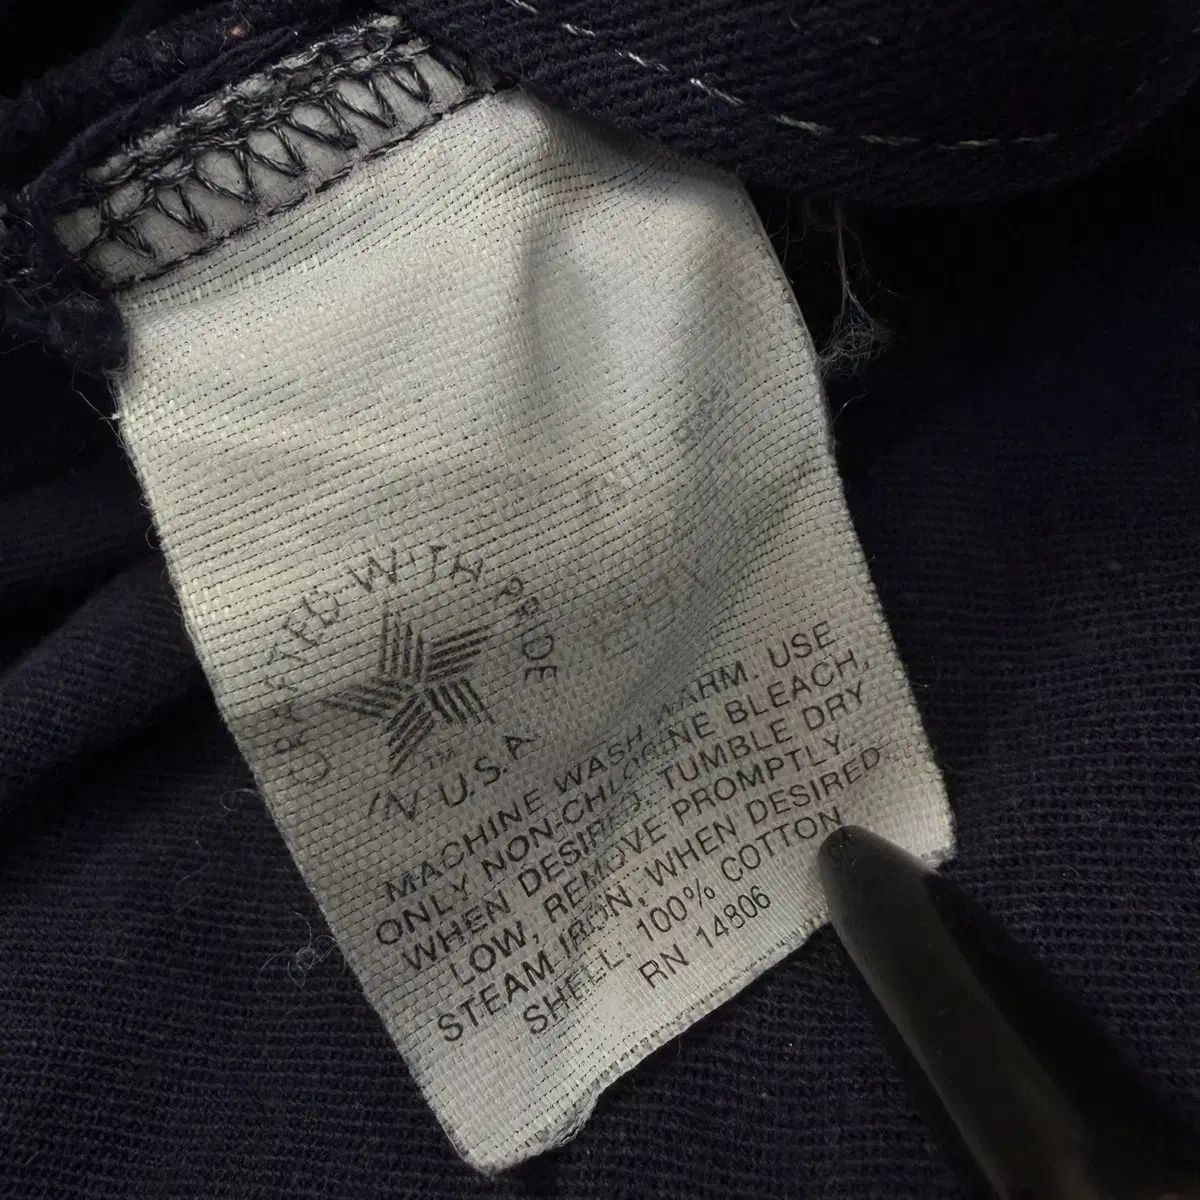 CRAFTED WITH PRIDE
IN U.S.A
TM
MACHINE WASH WARM. USE
ONLY NON-CHLORINE BLEACH,
WHEN DESIRED. TUMBLE DRY
LOW, REMOVE PROMPTLY.
STEAM IRON, WHEN DESIRED.
SHELL: 100% COTTON
RN 14806